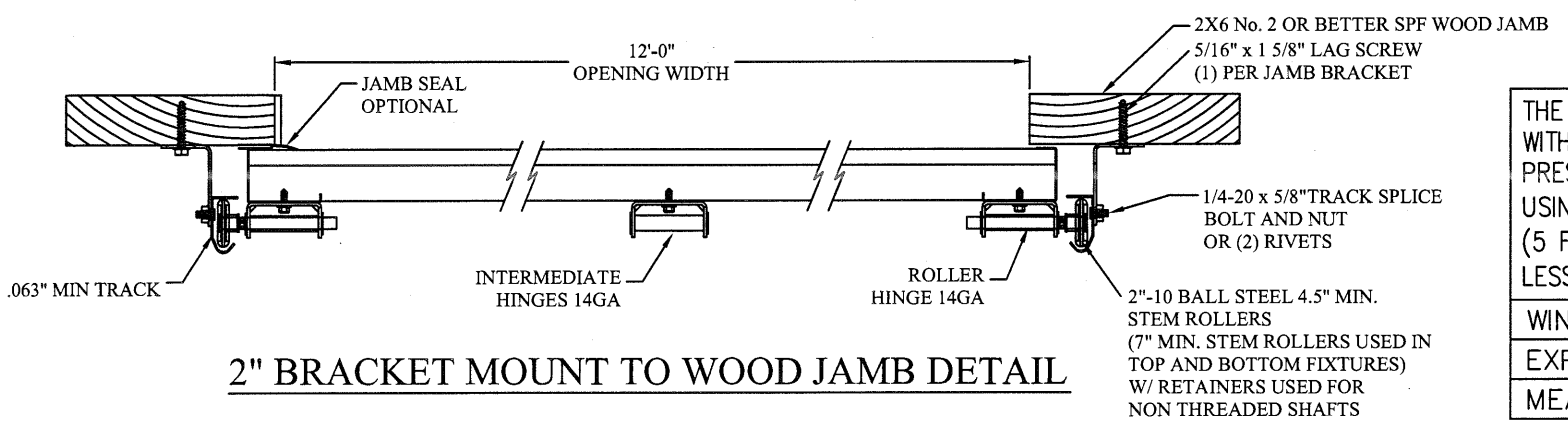 2X6 No. 2 OR BETTER SPF WOOD JAMB
5/16" x 1 5/8" LAG SCREW
(1) PER JAMB BRACKET
12'-0"
OPENING WIDTH
JAMB SEAL
OPTIONAL
1/4-20 x 5/8"TRACK SPLICE
BOLT AND NUT
OR (2) RIVETS
.063" MIN TRACK
INTERMEDIATE
HINGES 14GA
ROLLER
HINGE 14GA
2"-10 BALL STEEL 4.5" MIN.
STEM ROLLERS
(7" MIN. STEM ROLLERS USED IN
TOP AND BOTTOM FIXTURES)
W/ RETAINERS USED FOR
NON THREADED SHAFTS
2" BRACKET MOUNT TO WOOD JAMB DETAIL
THE
WITH
PRES
USIN
(5 F
LESS
WIN
EXF
MEA